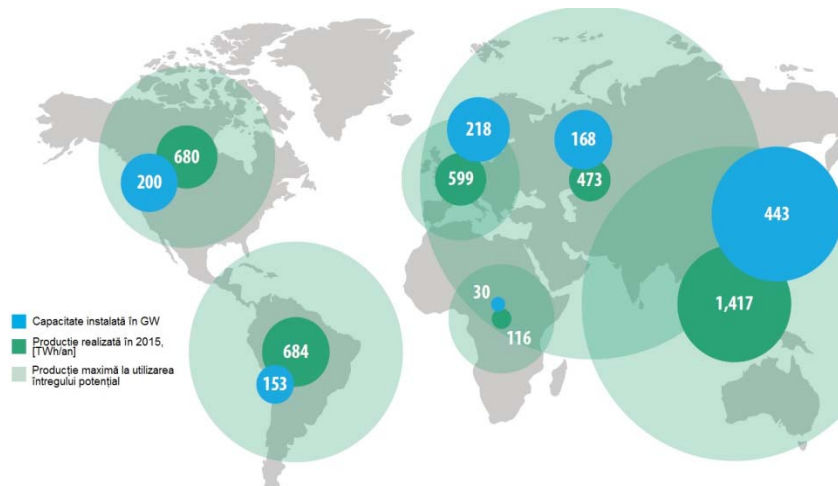 218
168
680
599
473
200
443
30
1,417
116
Capacitate instalată în GW
Producție realizată în 2015,
[TWh/an]
684
Producție maximă la utilizarea
întregului potențial
153